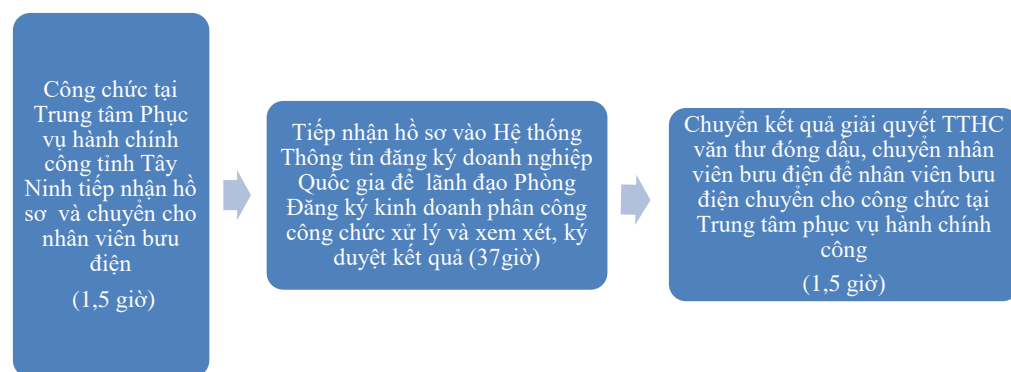 Công chức tại
Trung tâm Phục
vụ hành chính
công tỉnh Tây
Ninh tiếp nhận hồ
sơ và chuyển cho
nhân viên bưu
điện
(1,5 giờ)
Tiếp nhận hồ sơ vào Hệ thống
Thông tin đăng ký doanh nghiệp
Quốc gia để lãnh đạo Phòng
Đăng ký kinh doanh phân công
công chức xử lý và xem xét, ký
duyệt kết quả (37giờ)
Chuyển kết quả giải quyết TTHC
văn thư đóng dấu, chuyển nhân
viên bưu điện để nhân viên bưu
điện chuyển cho công chức tại
Trung tâm phục vụ hành chính
công
(1,5 giờ)